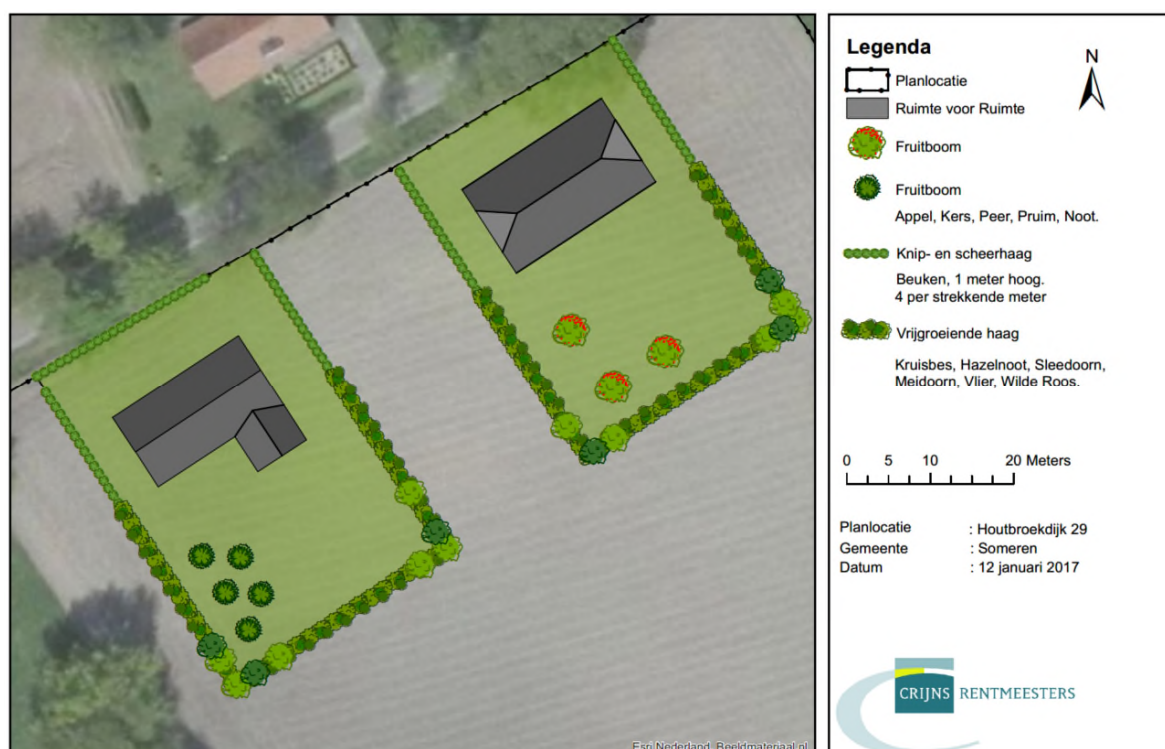 Legenda
N
Planlocatie
Ruimte voor Ruimte
Fruitboom
Fruitboom
Appel, Kers, Peer, Pruim, Noot.
Knip- en scheerhaag
Beuken, 1 meter hoog.
4 per strekkende meter
Vrijgroeiende haag
Kruisbes, Hazelnoot, Sleedoorn,
Meidoorn, Vlier, Wilde Roos.
0 5 10 20 Meters
Planlocatie : Houtbroekdijk 29
Gemeente : Someren
Datum : 12 januari 2017
CRIJNS RENTMEESTERS
Esri Nederland, Beeldmateriaal.nl